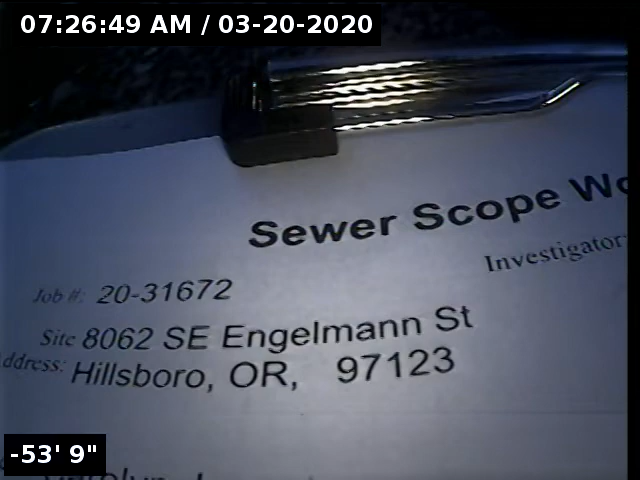 07:26:49 AM / 03-20-2020
Sewer Scope
Investigator
Job #: 20-31672
Site 8062 SE Engelmann St
ddress: Hillsboro, OR, 97123
-53' 9"